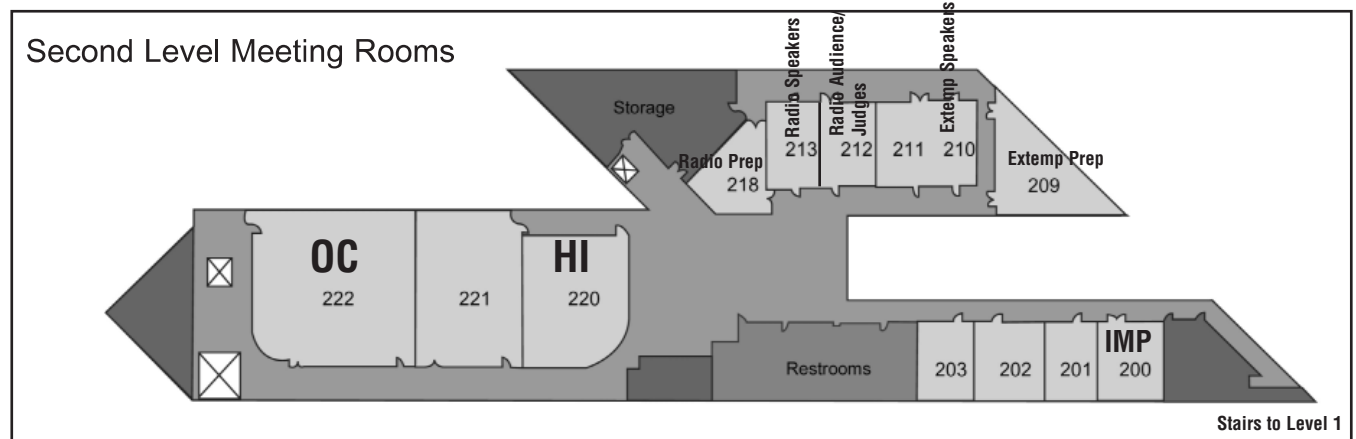 Second Level Meeting Rooms
Storage
Radio Prep
218
Radio Speakers
213
Radio Audience/
Judges
212
211
Extemp Speakers
210
Extemp Prep
209
OC
222
221
HI
220
Restrooms
203
202
201
IMP
200
Stairs to Level 1